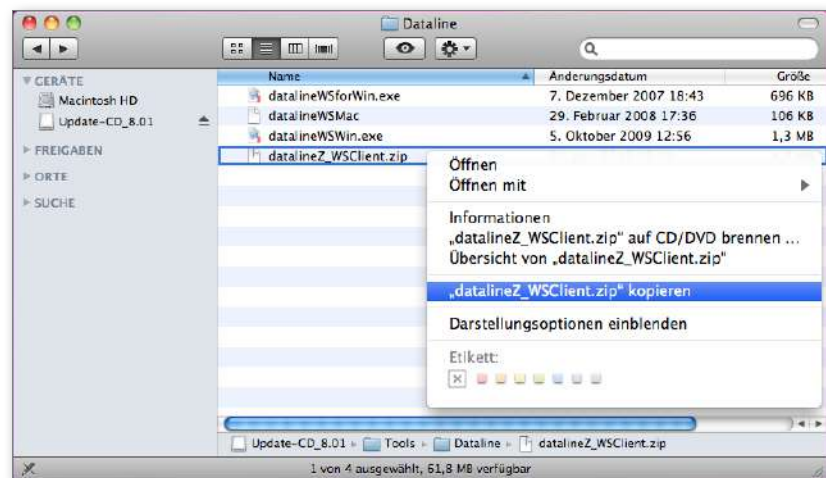 Dataline
GERÄTE
Macintosh HD
Update-CD_8.01
FREIGABEN
ORTE
SUCHE
Name Änderungsdatum Größe
datalineWSforWin.exe 7. Dezember 2007 18:43 696 KB
datalineWSMac 29. Februar 2008 17:36 106 KB
datalineWSWin.exe 5. Oktober 2009 12:56 1,3 MB
datalineZ_WSClient.zip
Öffnen
Öffnen mit
Informationen
„datalineZ_WSClient.zip“ auf CD/DVD brennen ...
Übersicht von „datalineZ_WSClient.zip“
„datalineZ_WSClient.zip“ kopieren
Darstellungsoptionen einblenden
Etikett:
Update-CD_8.01 Tools Dataline datalineZ_WSClient.zip
1 von 4 ausgewählt, 61,8 MB verfügbar